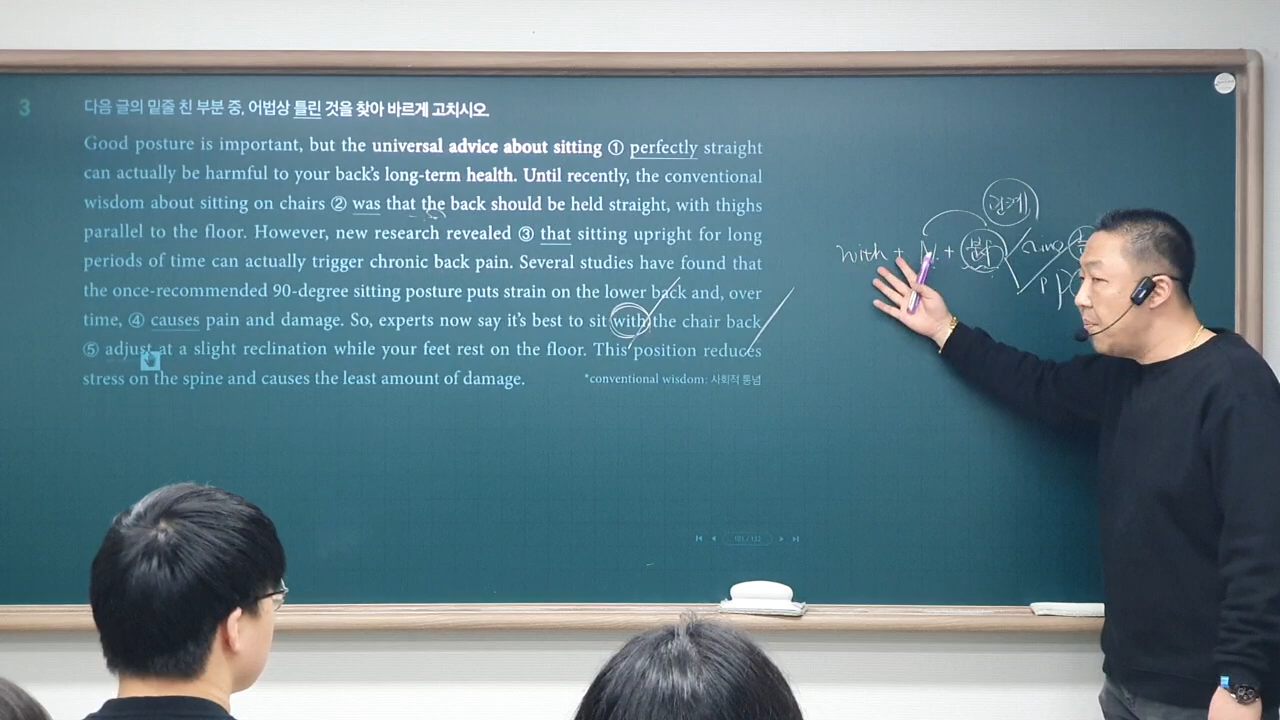 3
다음 글의 밑줄 친 부분 중, 어법상 틀린 것을 찾아 바르게 고치시오.
Good posture is important, but the universal advice about sitting ① perfectly straight
can actually be harmful to your back's long-term health. Until recently, the conventional
wisdom about sitting on chairs ② was that the back should be held straight, with thighs
parallel to the floor. However, new research revealed ③ that sitting upright for long
periods of time can actually trigger chronic back pain. Several studies have found that
the once-recommended 90-degree sitting posture puts strain on the lower back and, over
time, ④ causes pain and damage. So, experts now say it's best to sit with the chair back
⑤ adjust at a slight reclination while your feet rest on the floor. This position reduces
stress on the spine and causes the least amount of damage.
*conventional wisdom: 사회적 통념
관계
with + N. + 분사